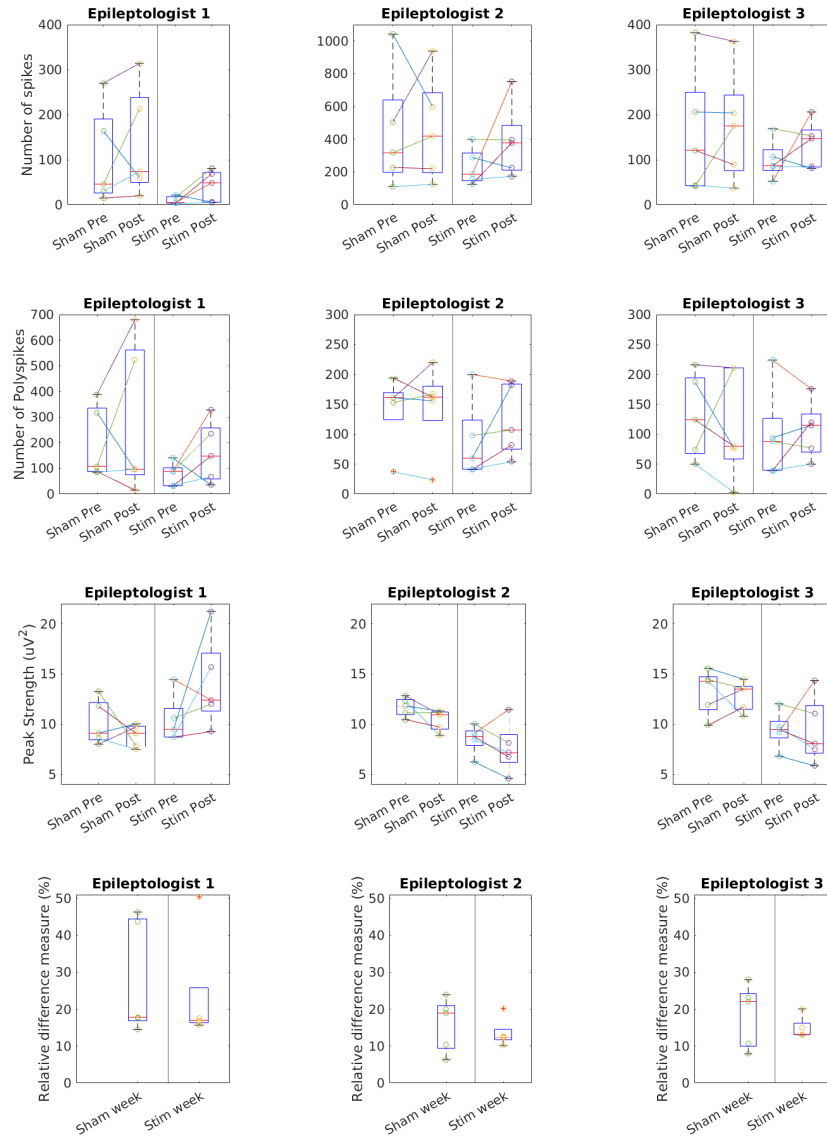 Epileptologist 1
Epileptologist 2
Epileptologist 3
Number of spikes
400
300
200
100
0
Sham Pre
Sham Post
Stim Pre
Stim Post
1000
800
600
400
200
0
Sham Pre
Sham Post
Stim Pre
Stim Post
400
300
200
100
0
Sham Pre
Sham Post
Stim Pre
Stim Post
Epileptologist 1
Epileptologist 2
Epileptologist 3
Number of Polyspikes
700
600
500
400
300
200
100
0
Sham Pre
Sham Post
Stim Pre
Stim Post
300
250
200
150
100
50
0
Sham Pre
Sham Post
Stim Pre
Stim Post
300
250
200
150
100
50
0
Sham Pre
Sham Post
Stim Pre
Stim Post
Epileptologist 1
Epileptologist 2
Epileptologist 3
Peak Strength (uV²)
20
15
10
5
Sham Pre
Sham Post
Stim Pre
Stim Post
20
15
10
5
Sham Pre
Sham Post
Stim Pre
Stim Post
20
15
10
5
Sham Pre
Sham Post
Stim Pre
Stim Post
Epileptologist 1
Epileptologist 2
Epileptologist 3
Relative difference measure (%)
50
40
30
20
10
0
Sham week
Stim week
Relative difference measure (%)
50
40
30
20
10
0
Sham week
Stim week
Relative difference measure (%)
50
40
30
20
10
0
Sham week
Stim week